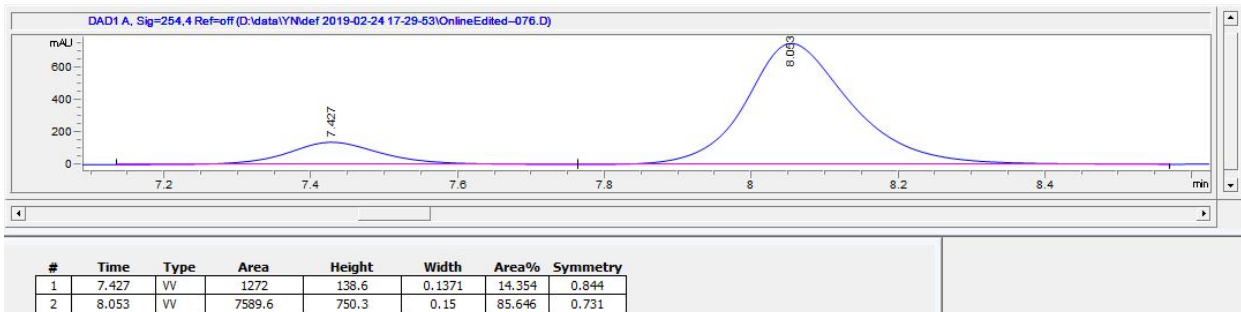 DAD1 A, Sig=254,4 Ref=off (D:\data\YN\def 2019-02-24 17-29-53\OnlineEdited--076.D)
mAU
600
400
200
0
7.427
8.053
7.2 7.4 7.6 7.8 8 8.2 8.4 min
# Time Type Area Height Width Area% Symmetry
1 7.427 VV 1272 138.6 0.1371 14.354 0.844
2 8.053 VV 7589.6 750.3 0.15 85.646 0.731